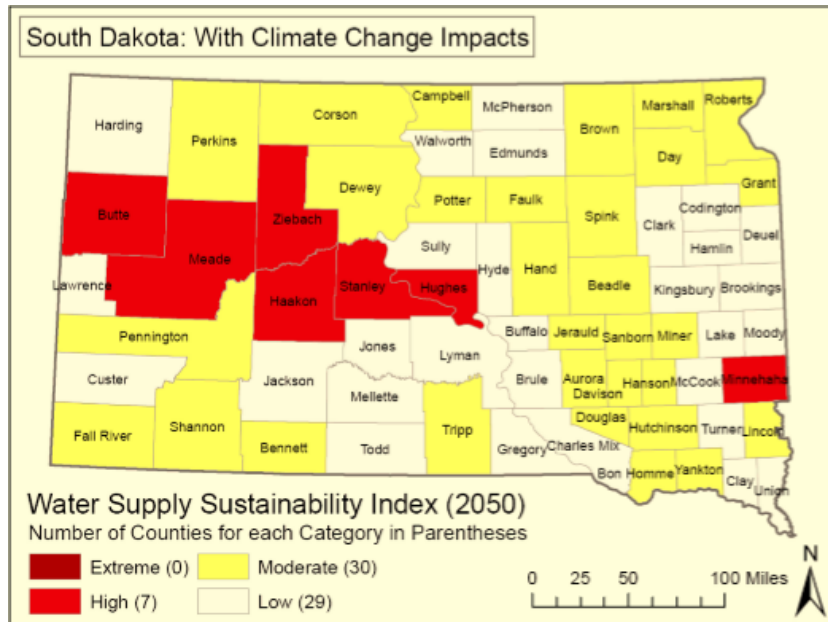 South Dakota: With Climate Change Impacts
Harding
Perkins
Corson
Campbell
McPherson
Brown
Marshall
Roberts
Walworth
Edmunds
Day
Dewey
Grant
Butte
Ziebach
Potter
Faulk
Spink
Codington
Clark
Meade
Sully
Hyde
Hand
Hamlin
Deuel
Lawrence
Haakon
Stanley
Hughes
Beadle
Kingsbury
Brookings
Pennington
Buffalo
Jerauld
Sanborn
Miner
Lake
Moody
Jones
Lyman
Custer
Jackson
Brule
Aurora
Davison
Hanson
McCook
Minnehaha
Mellette
Fall River
Shannon
Bennett
Todd
Tripp
Gregory
Douglas
Charles Mix
Hutchinson
Turner
Lincoln
Bon Homme
Yankton
Clay
Union
Water Supply Sustainability Index (2050)
Number of Counties for each Category in Parentheses
Extreme (0)
Moderate (30)
High (7)
Low (29)
0 25 50 100 Miles
N